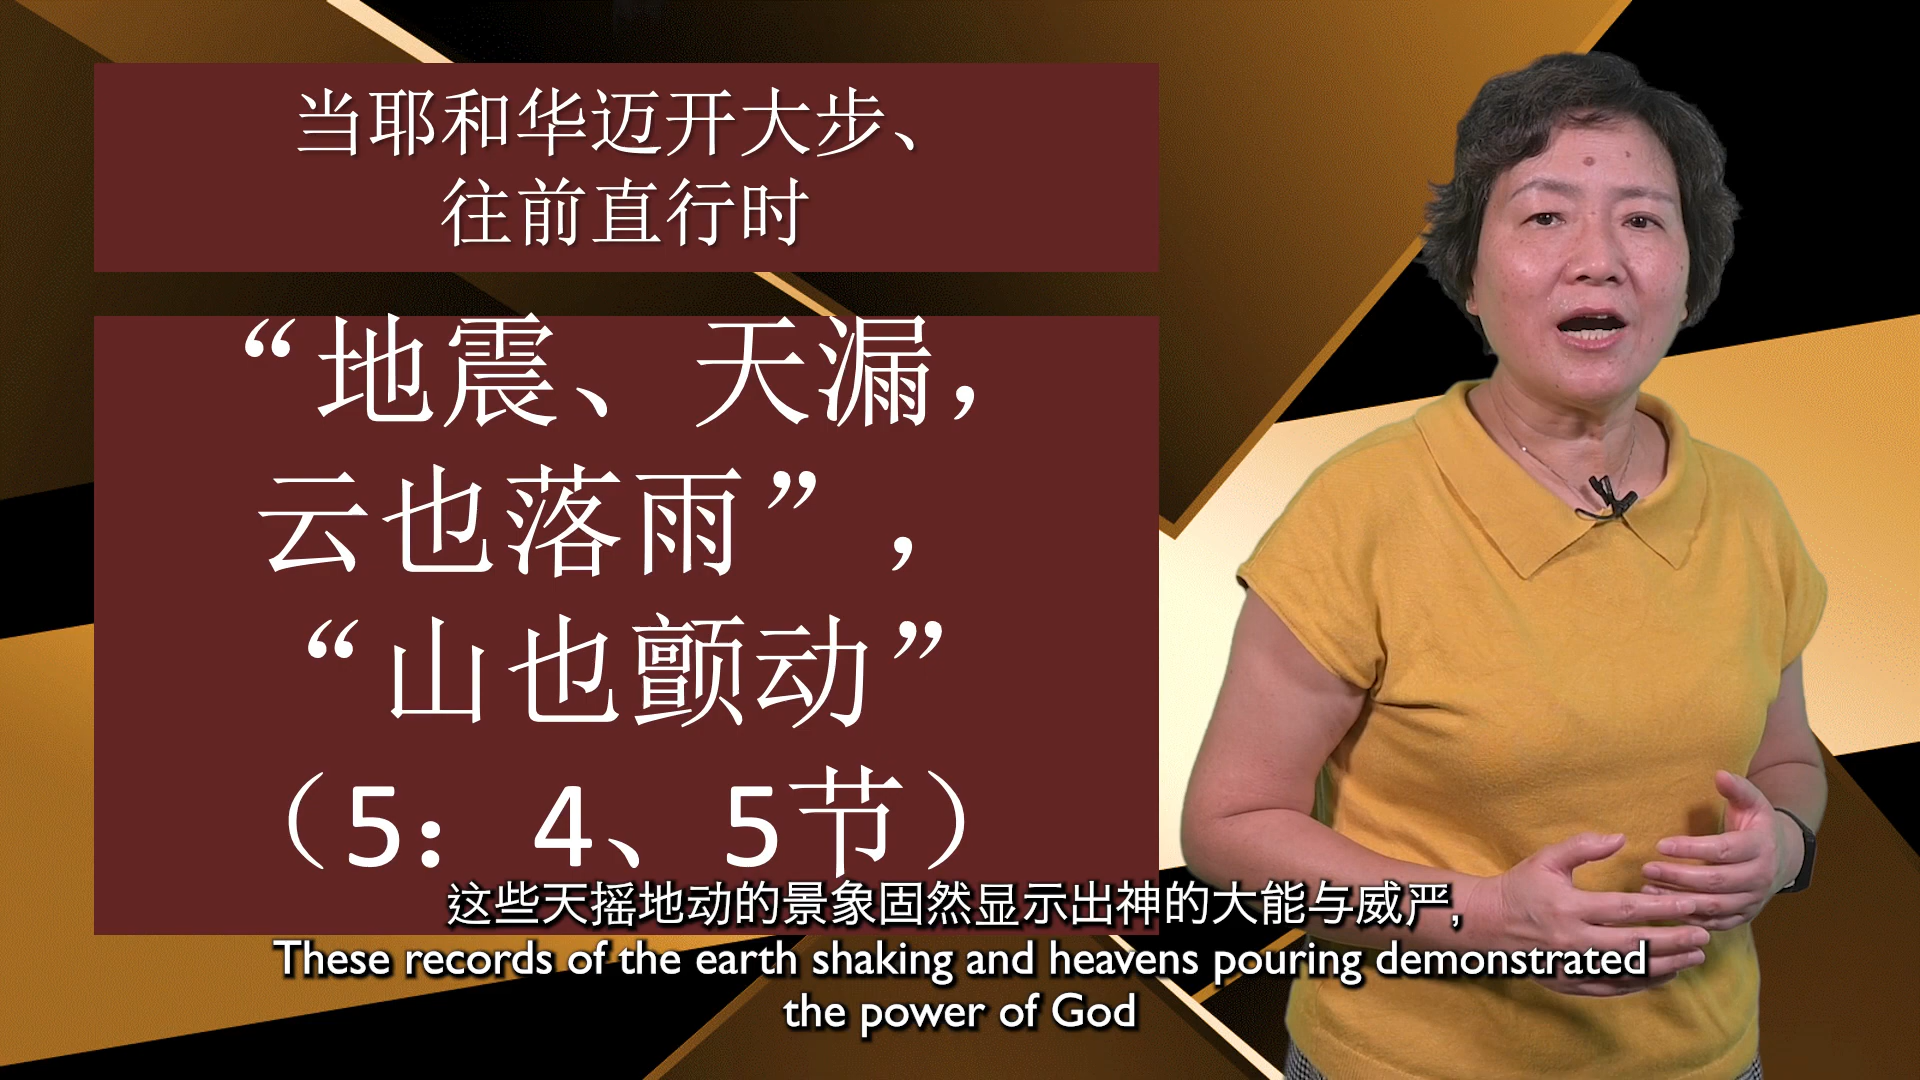 当耶和华迈开大步、
往前直行时
“地震、天漏，
云也落雨”，
“山也颤动”
（5：4、5节）
这些天摇地动的景象固然显示出神的大能与威严,
These records of the earth shaking and heavens pouring demonstrated
the power of God